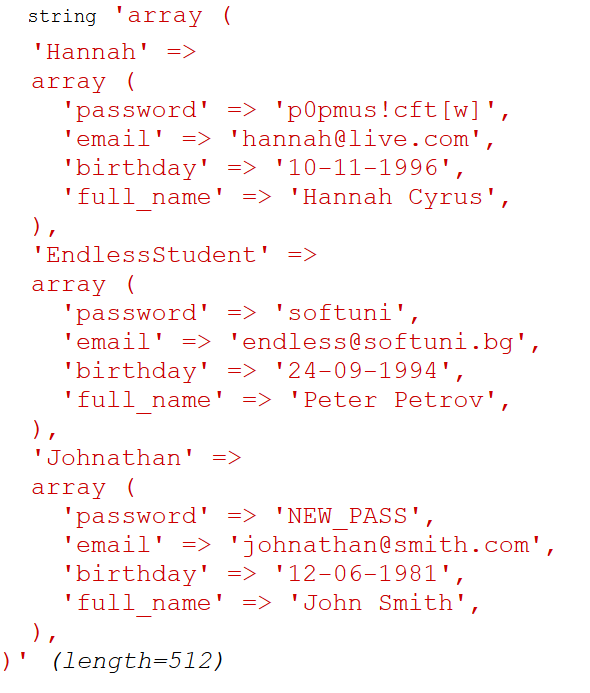 string 'array (
'Hannah' =>
array (
'password' => 'p0pmus!cft[w]',
'email' => 'hannah@live.com',
'birthday' => '10-11-1996',
'full_name' => 'Hannah Cyrus',
),
'EndlessStudent' =>
array (
'password' => 'softuni',
'email' => 'endless@softuni.bg',
'birthday' => '24-09-1994',
'full_name' => 'Peter Petrov',
),
'Johnathan' =>
array (
'password' => 'NEW_PASS',
'email' => 'johnathan@smith.com',
'birthday' => '12-06-1981',
'full_name' => 'John Smith',
),
)' (length=512)